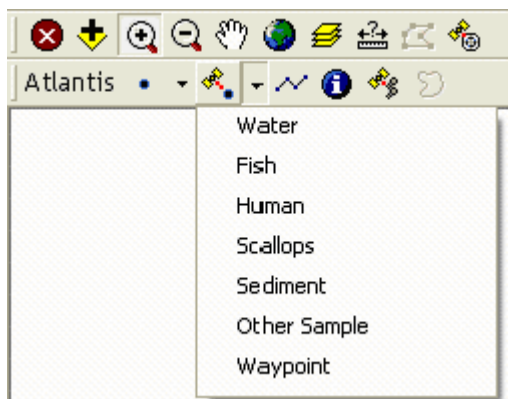 Atlantis
Water
Fish
Human
Scallops
Sediment
Other Sample
Waypoint